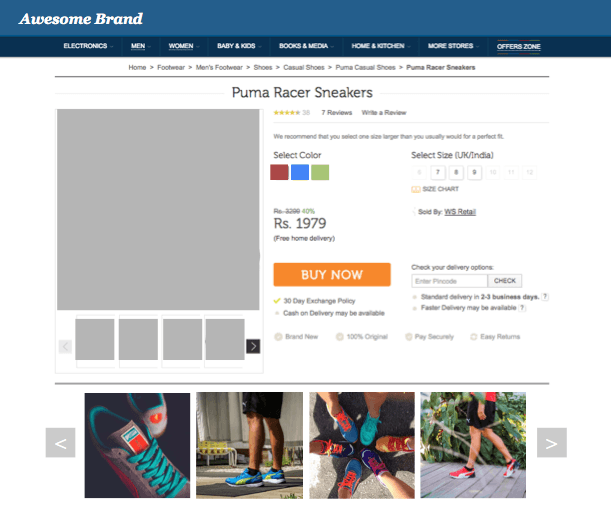 Awesome Brand
ELECTRONICS MEN WOMEN BABY & KIDS BOOKS & MEDIA HOME & KITCHEN MORE STORES OFFERS ZONE
Home > Footwear > Men's Footwear > Shoes > Casual Shoes > Puma Casual Shoes > Puma Racer Sneakers
Puma Racer Sneakers
38 7 Reviews Write a Review
We recommend that you select one size larger than you usually would for a perfect fit.
Select Color Select Size (UK/India)
6 7 8 9 10 11 12
SIZE CHART
Rs. 3299 40% Sold By: WS Retail
Rs. 1979
(Free home delivery)
BUY NOW Check your delivery options:
Enter Pincode CHECK
30 Day Exchange Policy Standard delivery in 2-3 business days. ?
Cash on Delivery may be available Faster Delivery may be available ?
Brand New 100% Original Pay Securely Easy Returns
< >